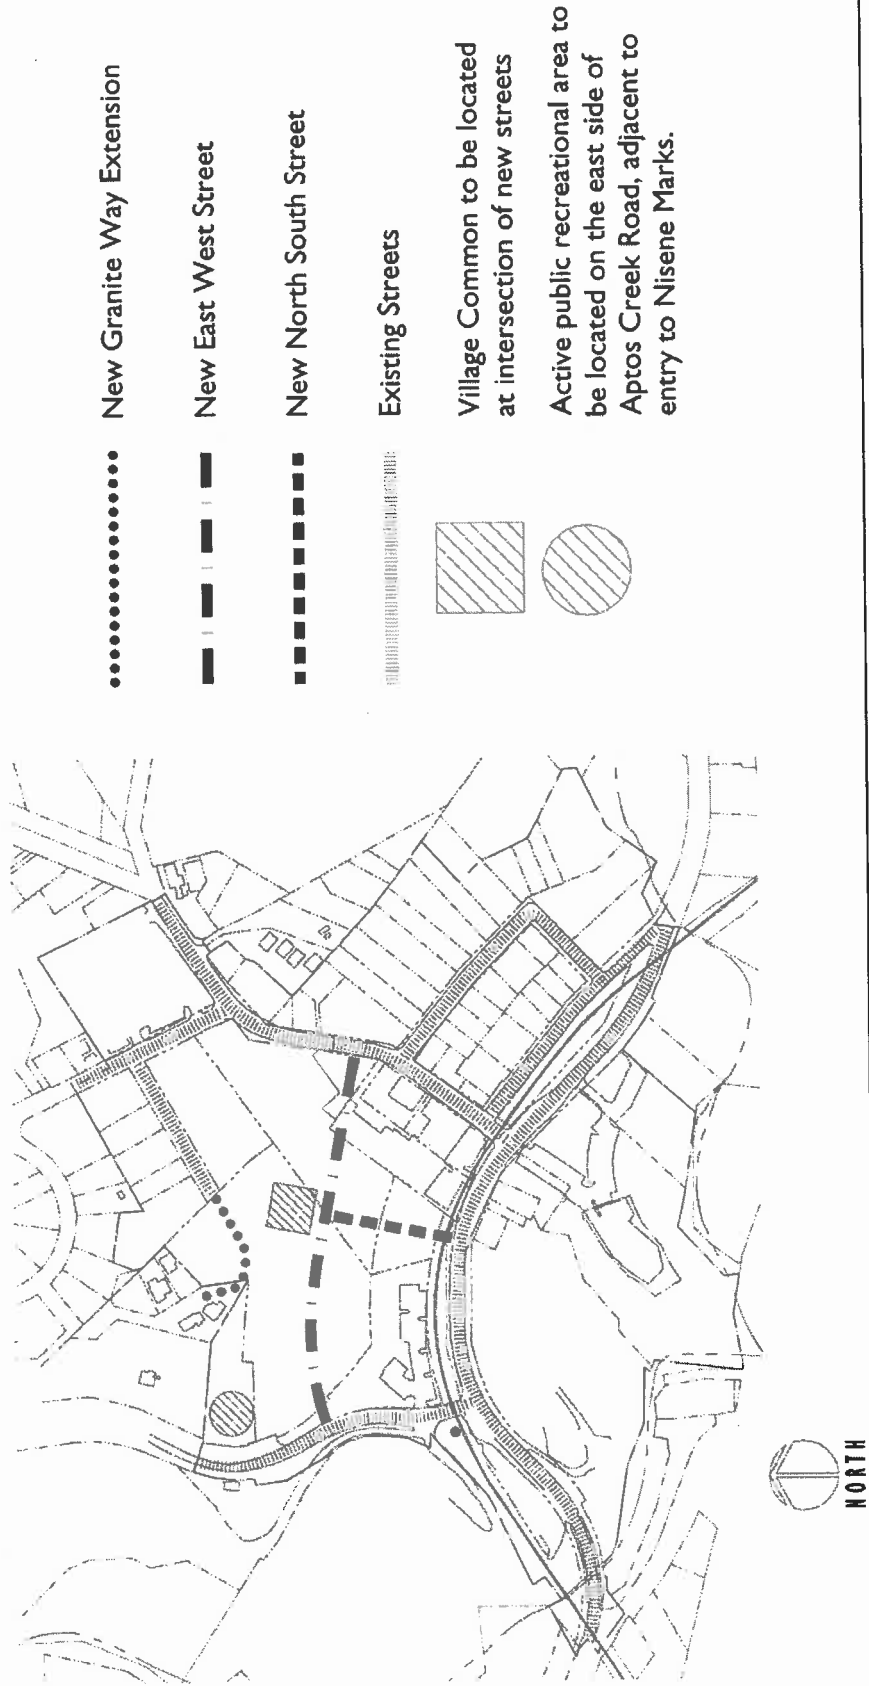 New Granite Way Extension
New East West Street
New North South Street
Existing Streets
Village Common to be located
at intersection of new streets
Active public recreational area to
be located on the east side of
Aptos Creek Road, adjacent to
entry to Nisene Marks.
NORTH